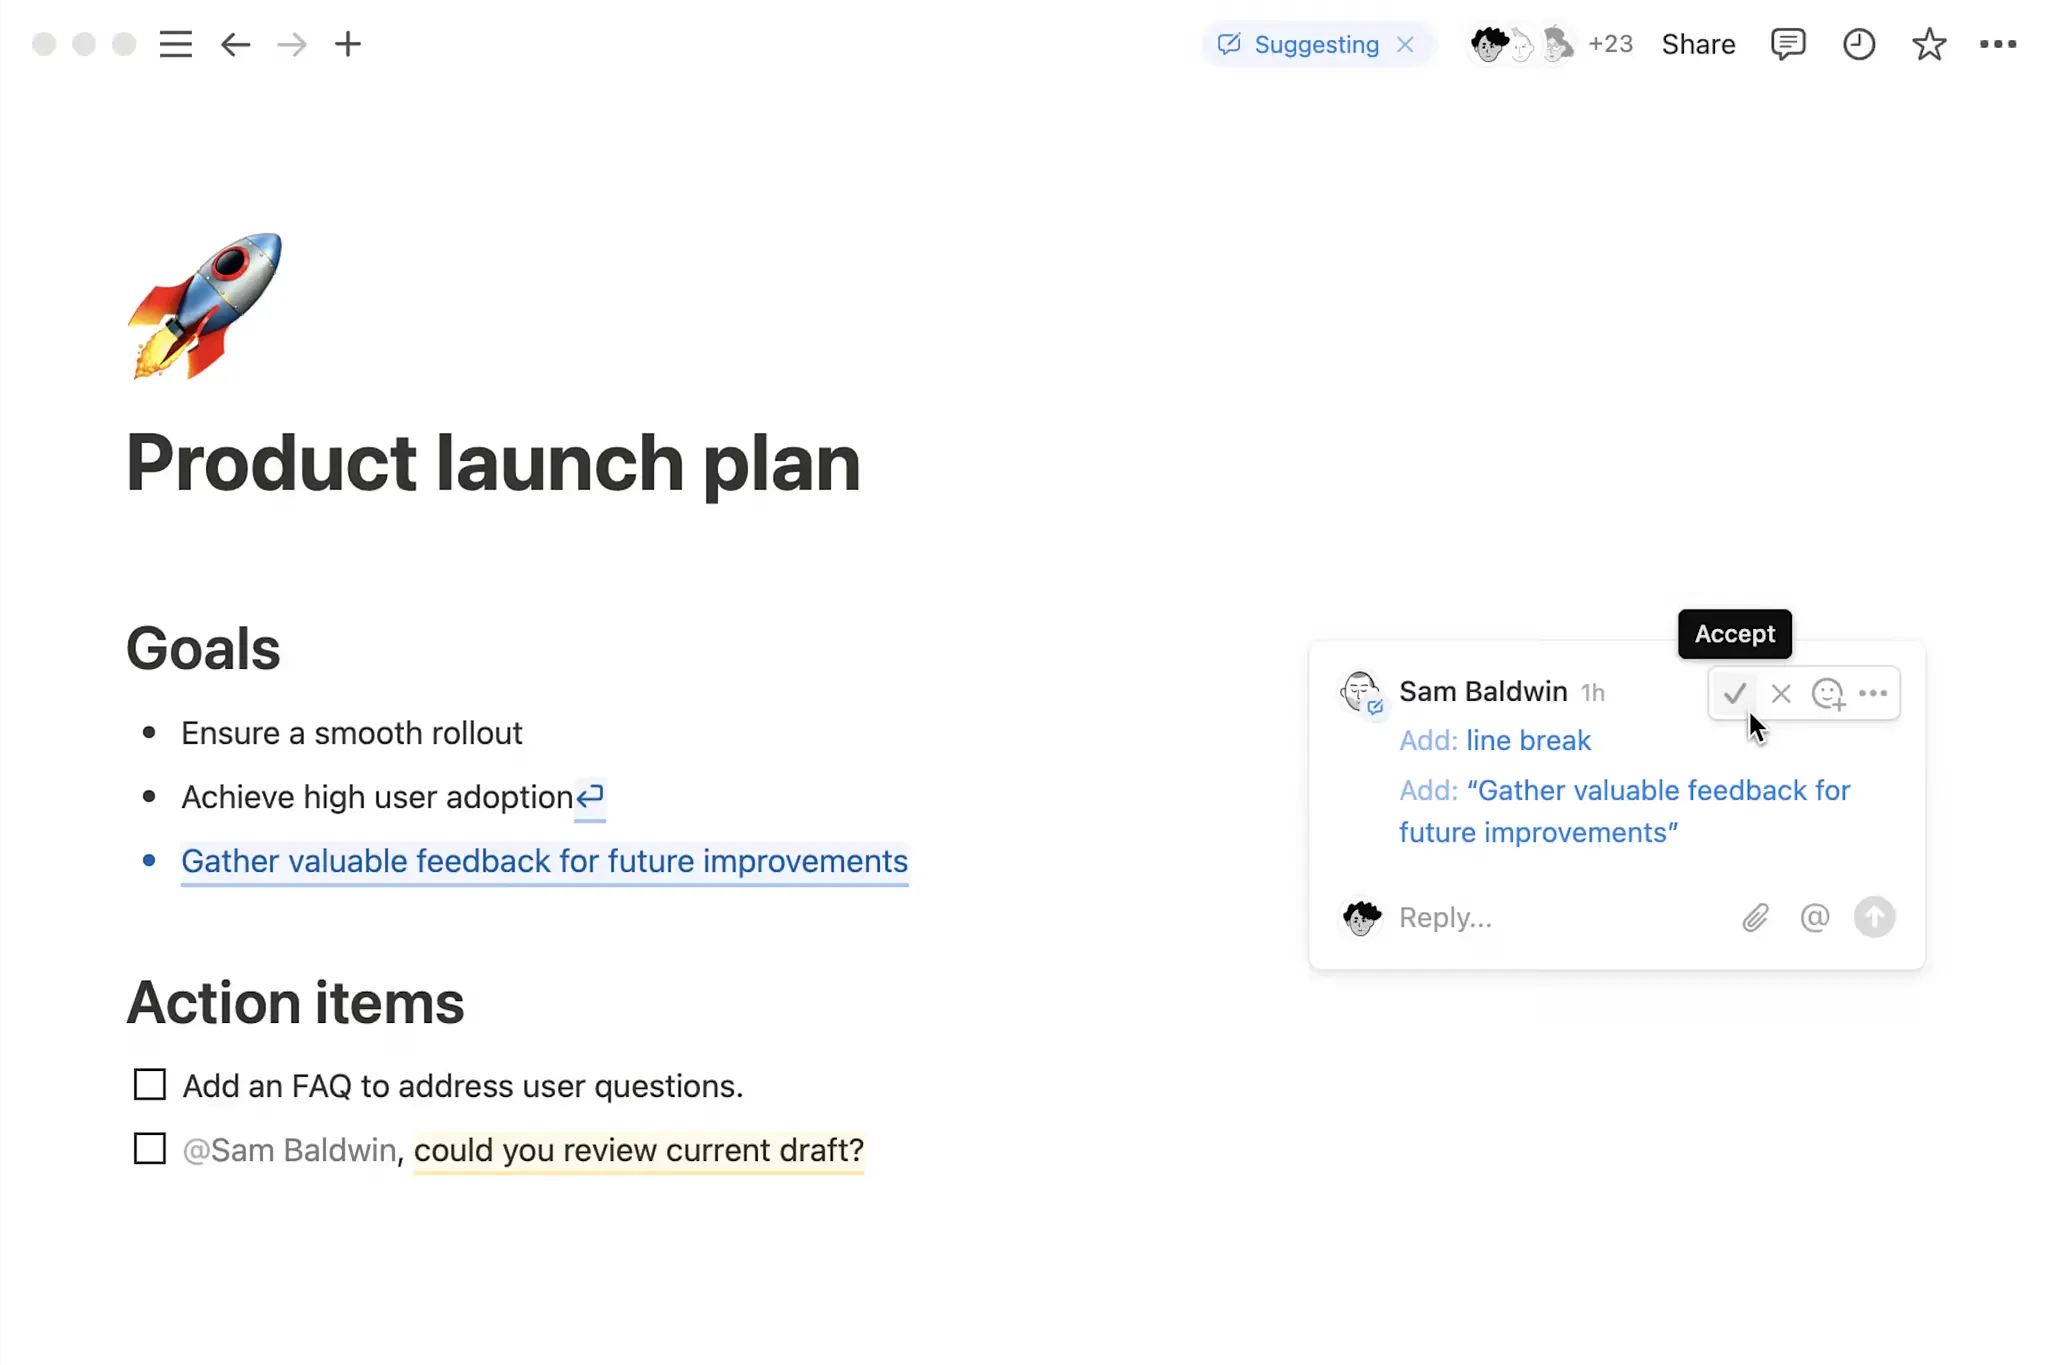 Suggesting
+23
Share
Product launch plan
Goals
Ensure a smooth rollout
Achieve high user adoption
Gather valuable feedback for future improvements
Action items
Add an FAQ to address user questions.
@Sam Baldwin, could you review current draft?
Accept
Sam Baldwin 1h
Add: line break
Add: “Gather valuable feedback for
future improvements”
Reply...